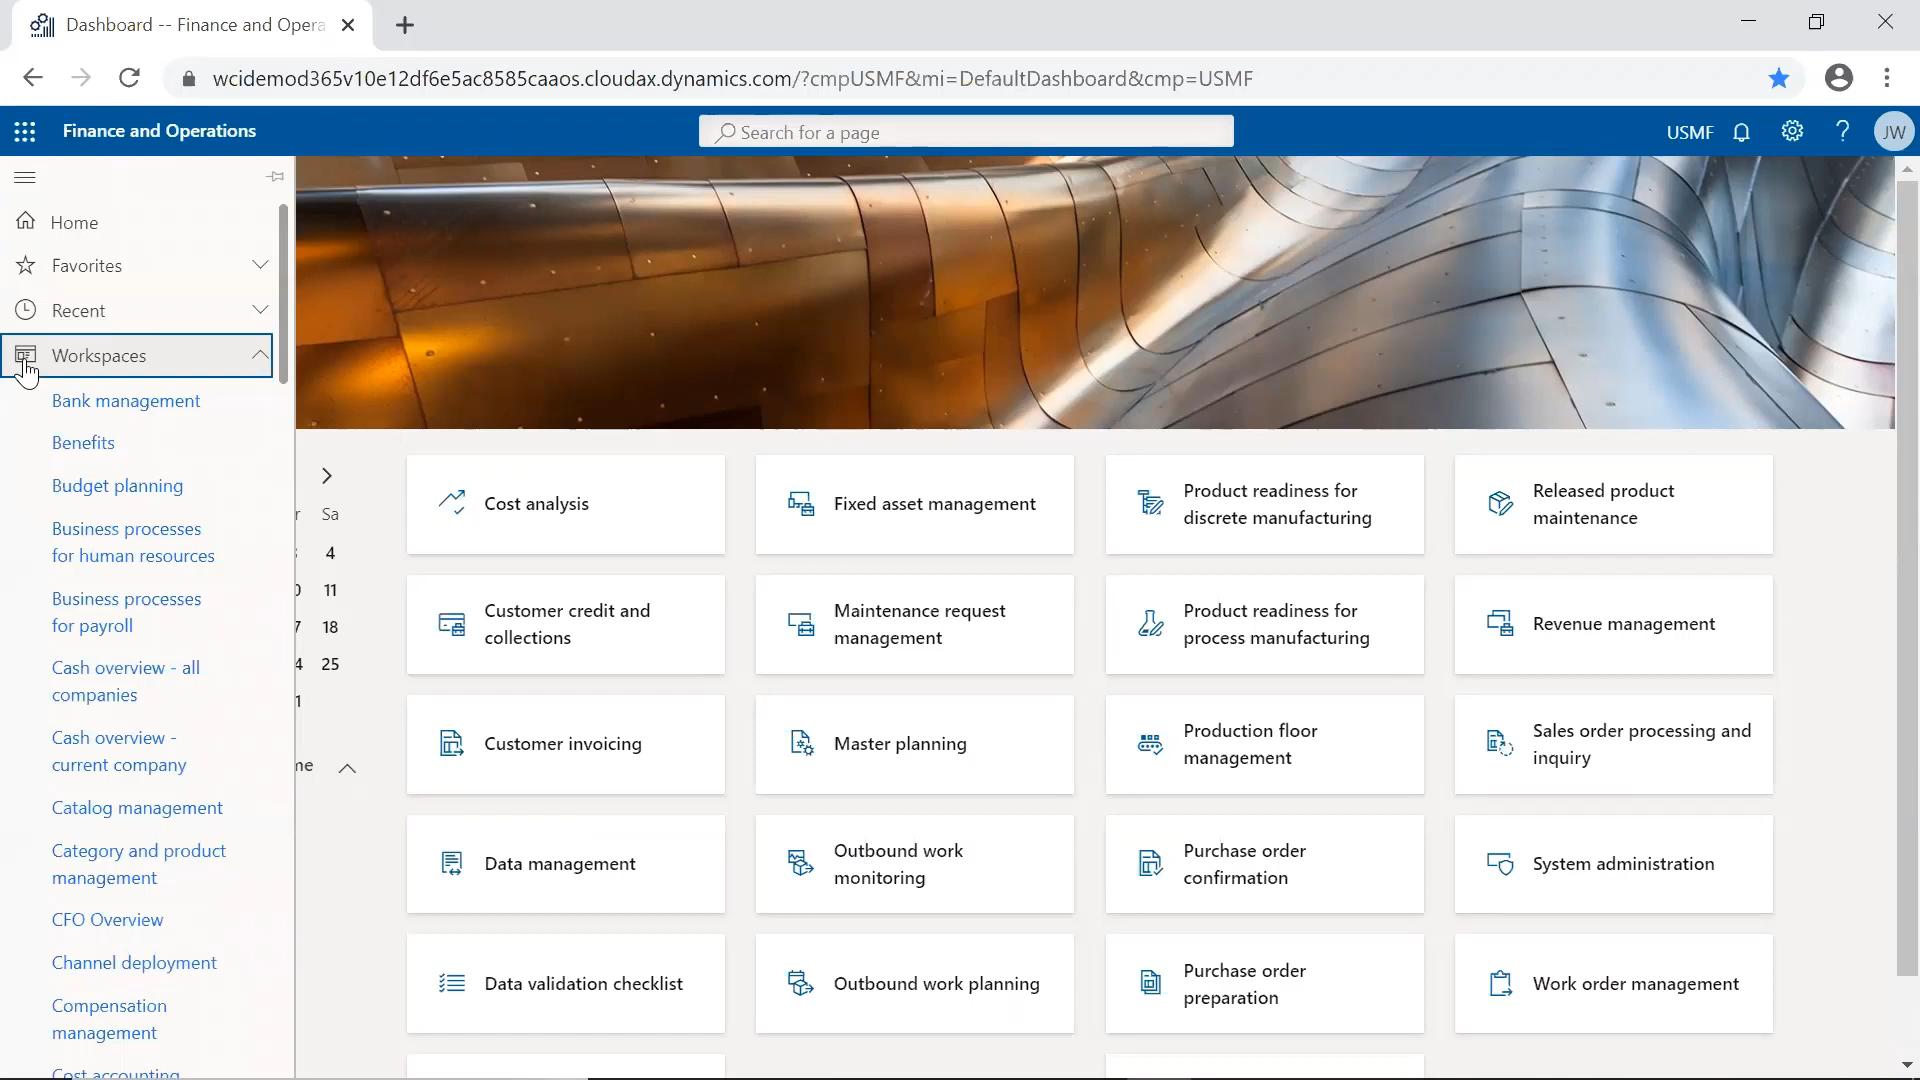 Dashboard -- Finance and Opera
wcidemod365v10e12df6e5ac8585caaos.cloudax.dynamics.com/?cmpUSMF&mi=DefaultDashboard&cmp=USMF
Finance and Operations
Search for a page
USMF
?
JW
Home
Favorites
Recent
Workspaces
Bank management
Benefits
Budget planning
Business processes
for human resources
Business processes
for payroll
Cash overview - all
companies
Cash overview -
current company
Catalog management
Category and product
management
CFO Overview
Channel deployment
Compensation
management
Cost accounting
Sa
4
11
18
4 25
1
me
Cost analysis
Fixed asset management
Product readiness for
discrete manufacturing
Released product
maintenance
Customer credit and
collections
Maintenance request
management
Product readiness for
process manufacturing
Revenue management
Customer invoicing
Master planning
Production floor
management
Sales order processing and
inquiry
Data management
Outbound work
monitoring
Purchase order
confirmation
System administration
Data validation checklist
Outbound work planning
Purchase order
preparation
Work order management